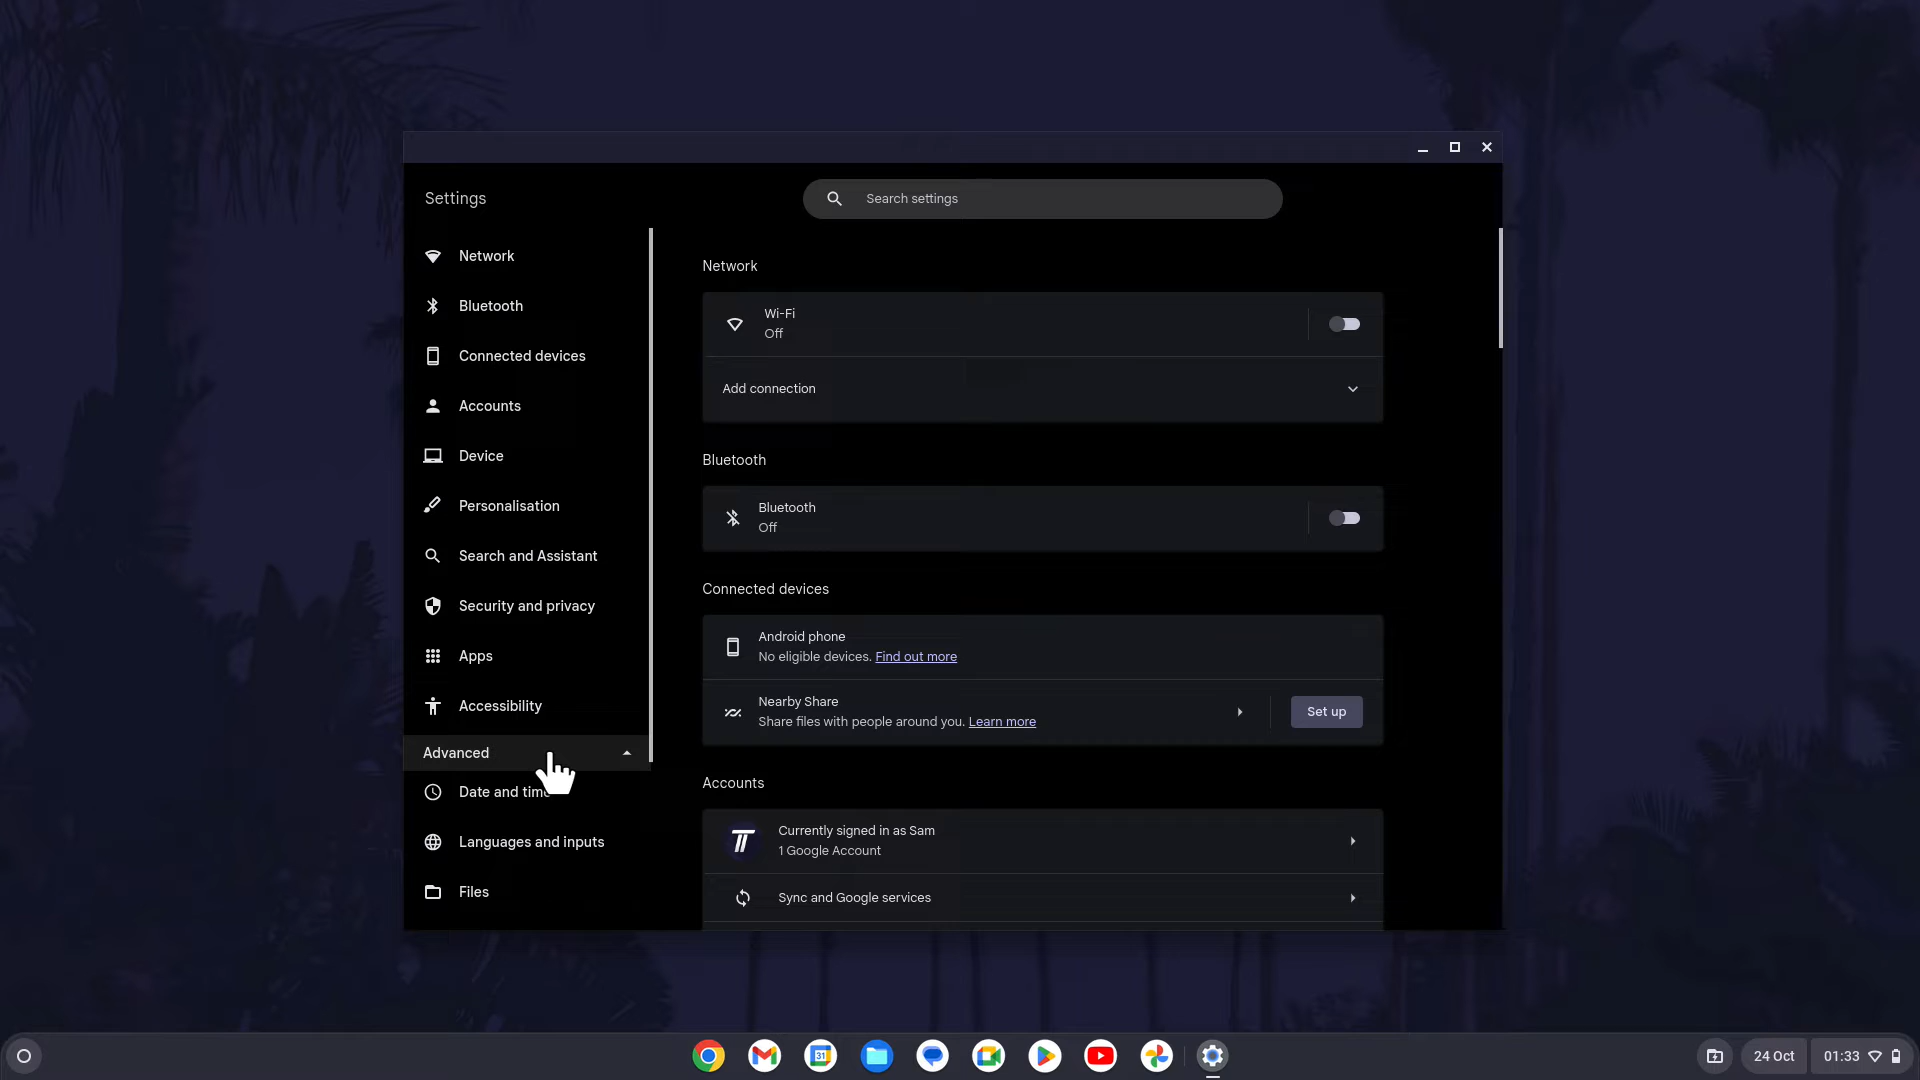 Settings
Search settings
Network
Bluetooth
Connected devices
Accounts
Device
Personalisation
Search and Assistant
Security and privacy
Apps
Accessibility
Advanced
Date and time
Languages and inputs
Files
Network
Wi-Fi
Off
Add connection
Bluetooth
Bluetooth
Off
Connected devices
Android phone
No eligible devices. Find out more
Nearby Share
Share files with people around you. Learn more
Set up
Accounts
Currently signed in as Sam
1 Google Account
Sync and Google services
31
24 Oct
01:33